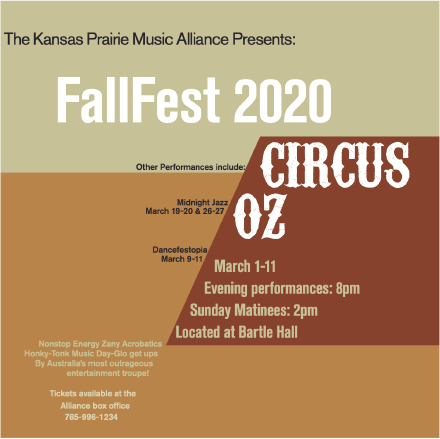 The Kansas Prairie Music Alliance Presents:
FallFest 2020
CIRCUS
OZ
Other Performances include:
Midnight Jazz
March 19-20 & 26-27
Dancefestopia
March 9-11
March 1-11
Evening performances: 8pm
Sunday Matinees: 2pm
Located at Bartle Hall
Nonstop Energy Zany Acrobatics
Honky-Tonk Music Day-Glo get ups
By Australia's most outrageous
entertainment troupe!
Tickets available at the
Alliance box office
785-996-1234